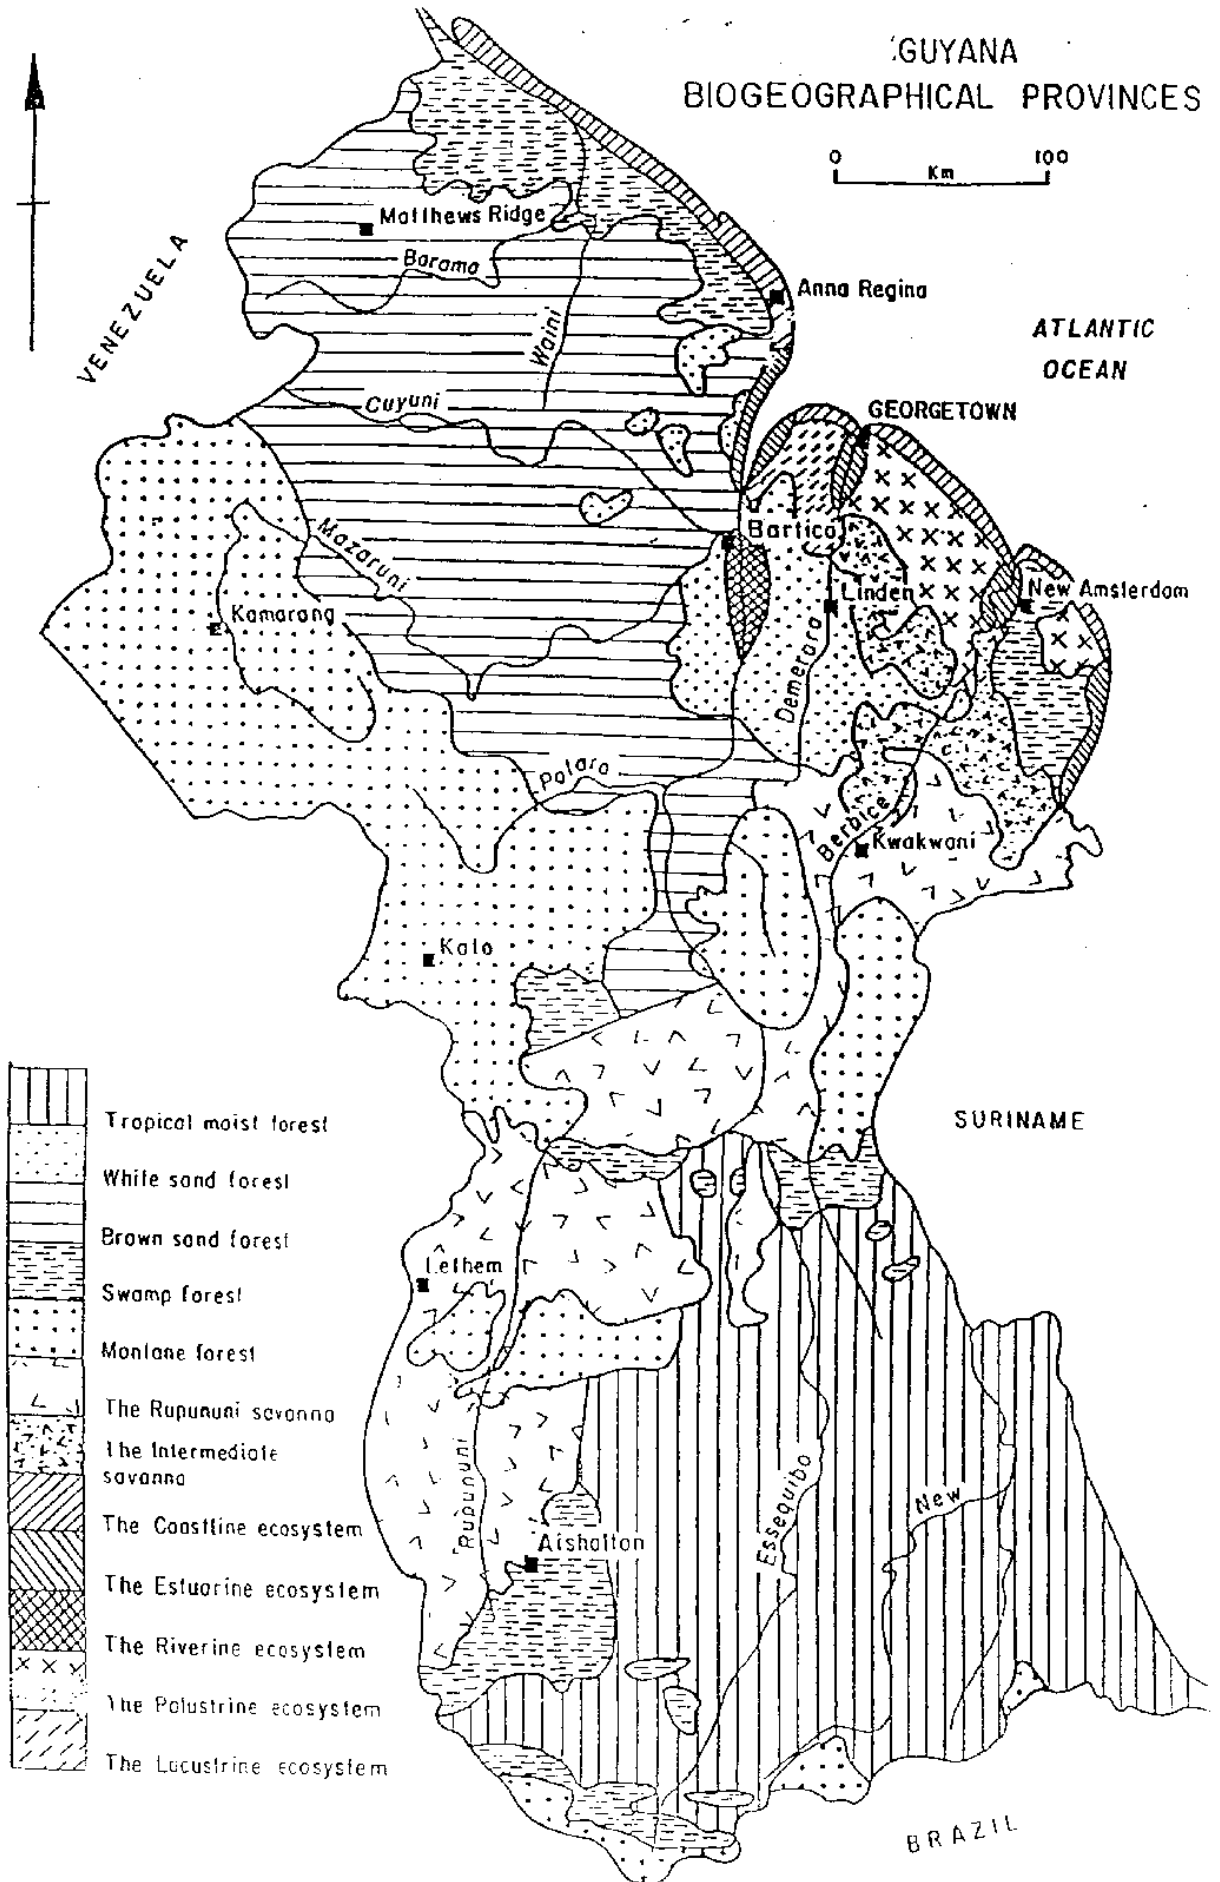 GUYANA
BIOGEOGRAPHICAL PROVINCES
0 100
Km
VENEZUELA
Matthews Ridge
Barama
Waini
Anna Regina
ATLANTIC
OCEAN
Cuyuni
GEORGETOWN
Mazaruni
Bartica
Kamarang
Linden
New Amsterdam
Demerara
Potaro
Berbice
Kwakwani
Kato
SURINAME
Lethem
Rupununi
Essequibo
New
Aishalton
BRAZIL
Tropical moist forest
White sand forest
Brown sand forest
Swamp forest
Montane forest
The Rupununi savanna
The Intermediate
savanna
The Coastline ecosystem
The Estuarine ecosystem
The Riverine ecosystem
The Palustrine ecosystem
The Lacustrine ecosystem